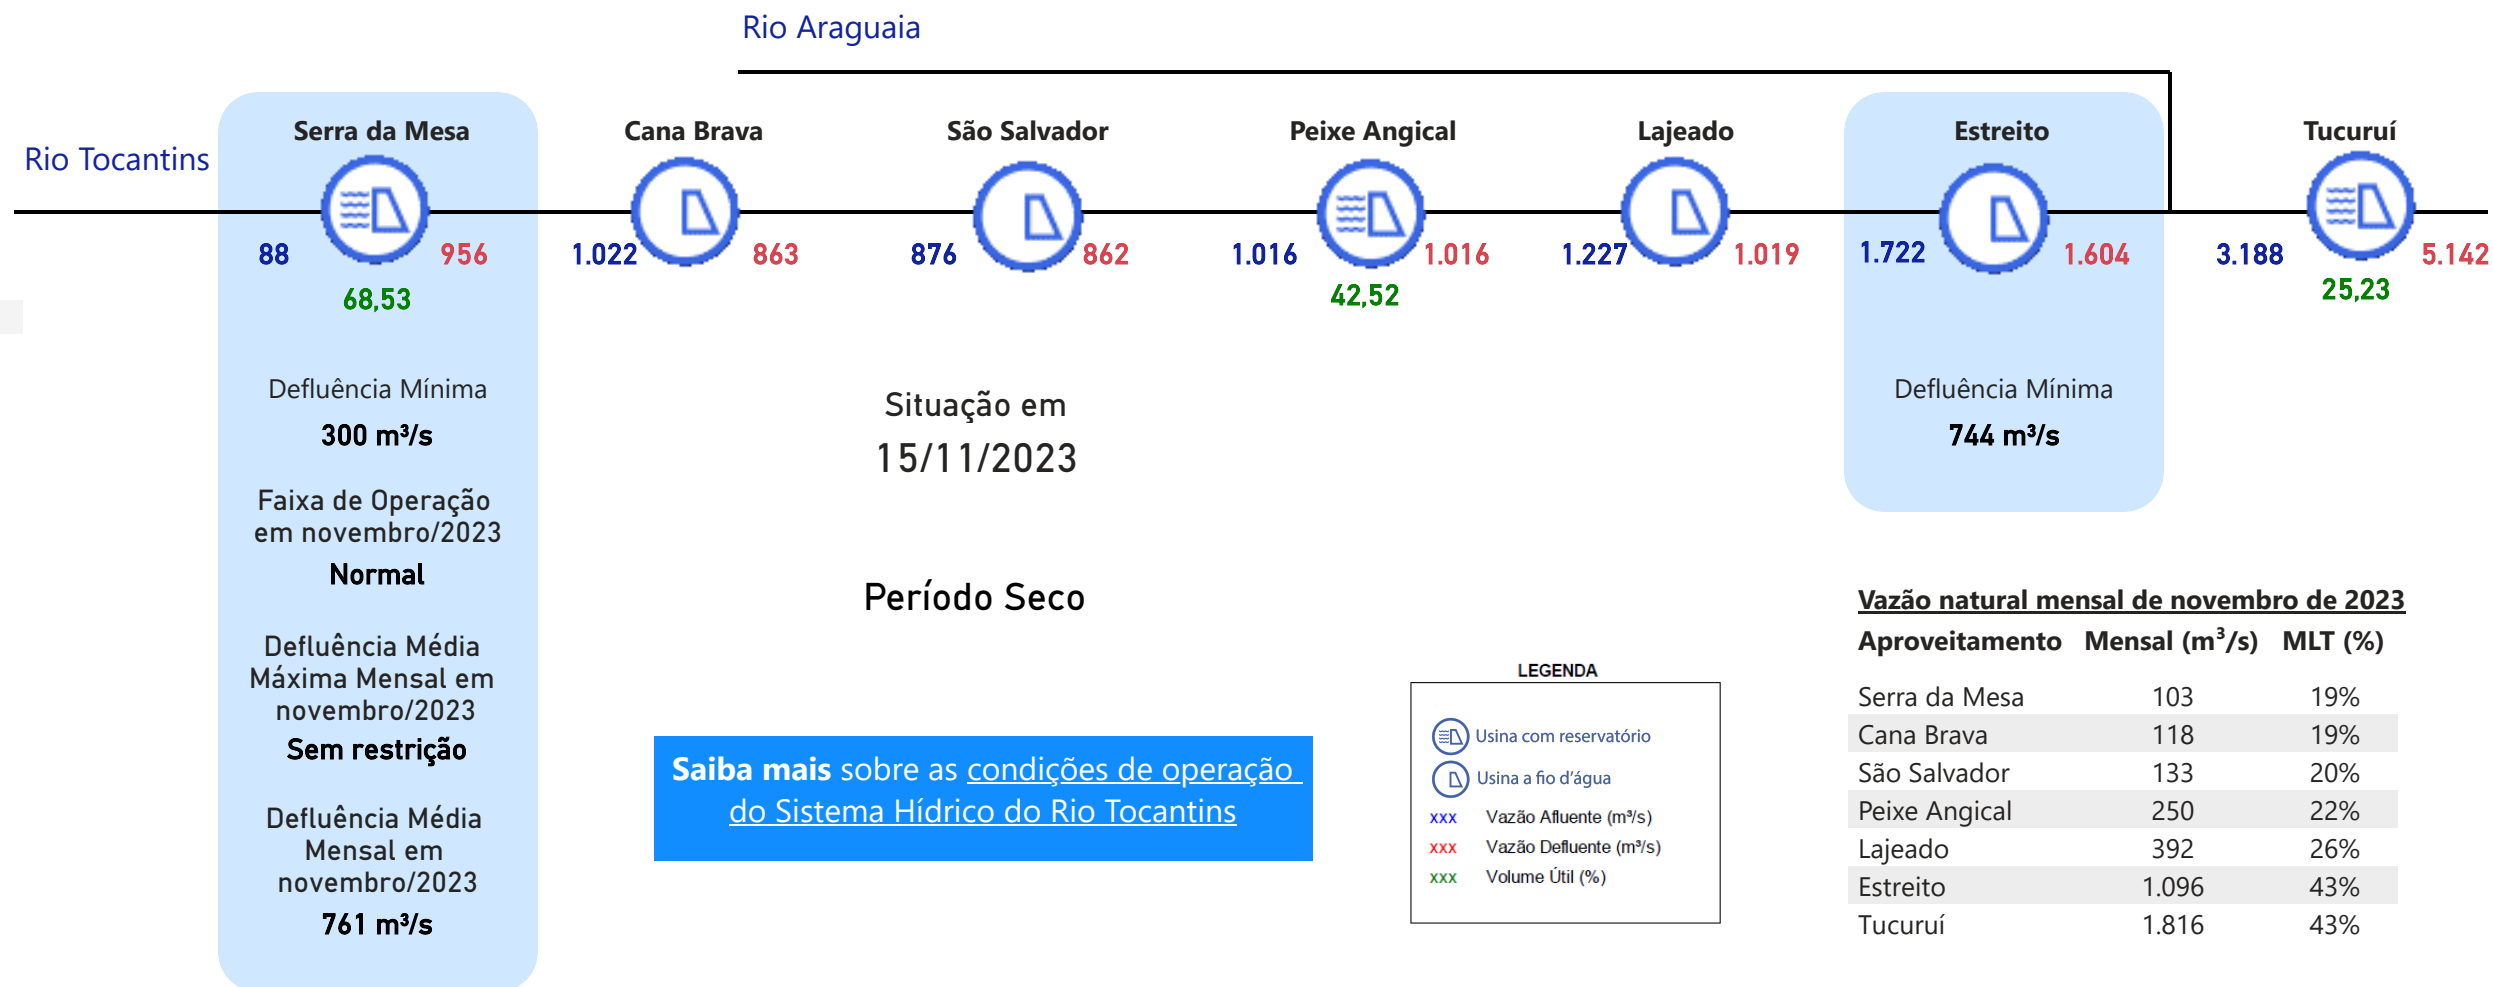 Rio Araguaia
Rio Tocantins
Serra da Mesa
Cana Brava
São Salvador
Peixe Angical
Lajeado
Estreito
Tucuruí
88 956
1.022 863
876 862
1.016 1.016
1.227 1.019
1.722 1.604
3.188 5.142
68,53
42,52
25,23
Defluência Mínima
300 m³/s
Faixa de Operação
em novembro/2023
Normal
Defluência Média
Máxima Mensal em
novembro/2023
Sem restrição
Defluência Média
Mensal em
novembro/2023
761 m³/s
Situação em
15/11/2023
Período Seco
Saiba mais sobre as condições de operação
do Sistema Hídrico do Rio Tocantins
Defluência Mínima
744 m³/s
LEGENDA
Usina com reservatório
Usina a fio d'água
xxx Vazão Afluente (m³/s)
xxx Vazão Defluente (m³/s)
xxx Volume Útil (%)
Vazão natural mensal de novembro de 2023
Aproveitamento Mensal (m³/s) MLT (%)
Serra da Mesa 103 19%
Cana Brava 118 19%
São Salvador 133 20%
Peixe Angical 250 22%
Lajeado 392 26%
Estreito 1.096 43%
Tucuruí 1.816 43%